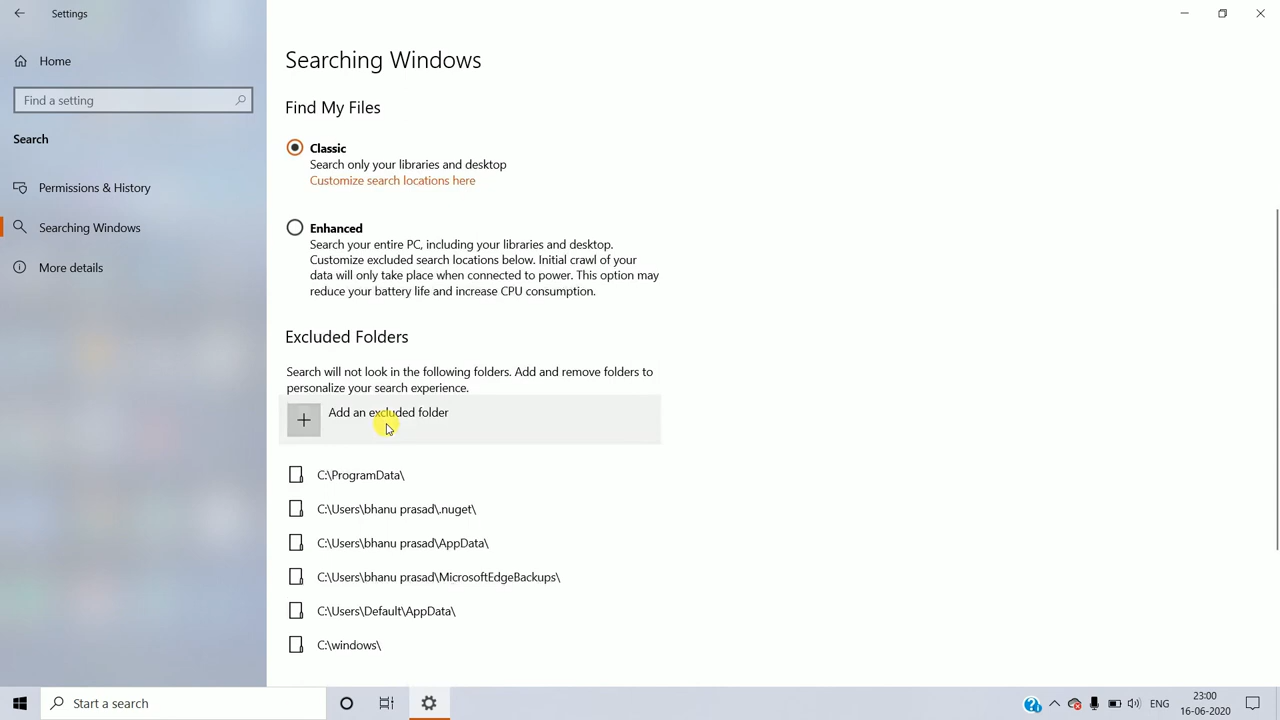 Settings
Home
Find a setting
Search
Permissions & History
Searching Windows
More details
Searching Windows
Find My Files
Classic
Search only your libraries and desktop
Customize search locations here
Enhanced
Search your entire PC, including your libraries and desktop.
Customize excluded search locations below. Initial crawl of your
data will only take place when connected to power. This option may
reduce your battery life and increase CPU consumption.
Excluded Folders
Search will not look in the following folders. Add and remove folders to
personalize your search experience.
Add an excluded folder
C:\ProgramData\
C:\Users\bhanu prasad\.nuget\
C:\Users\bhanu prasad\AppData\
C:\Users\bhanu prasad\MicrosoftEdgeBackups\
C:\Users\Default\AppData\
C:\windows\
Start a search
ENG
23:00
16-06-2020